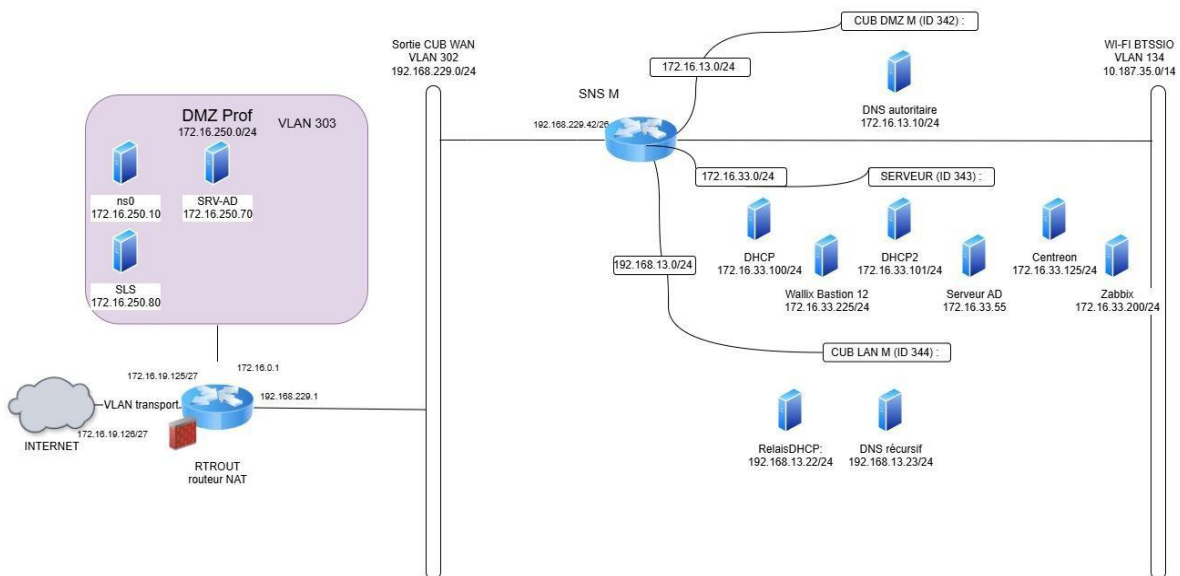 CUB DMZ M (ID 342) :
Sortie CUB WAN
VLAN 302
192.168.229.0/24
WI-FI BTSSIO
VLAN 134
10.187.35.0/14
172.16.13.0/24
SNS M
DMZ Prof
VLAN 303
172.16.250.0/24
DNS autoritaire
172.16.13.10/24
192.168.229.42/26
172.16.33.0/24
SERVEUR (ID 343) :
ns0
172.16.250.10
SRV-AD
172.16.250.70
DHCP
172.16.33.100/24
DHCP2
172.16.33.101/24
Centreon
172.16.33.125/24
192.168.13.0/24
SLS
172.16.250.80
Wallix Bastion 12
172.16.33.225/24
Serveur AD
172.16.33.55
Zabbix
172.16.33.200/24
CUB LAN M (ID 344) :
172.16.0.1
172.16.19.125/27
192.168.229.1
VLAN transport
172.16.19.126/27
INTERNET
RTROUT
routeur NAT
RelaisDHCP:
192.168.13.22/24
DNS récursif
192.168.13.23/24